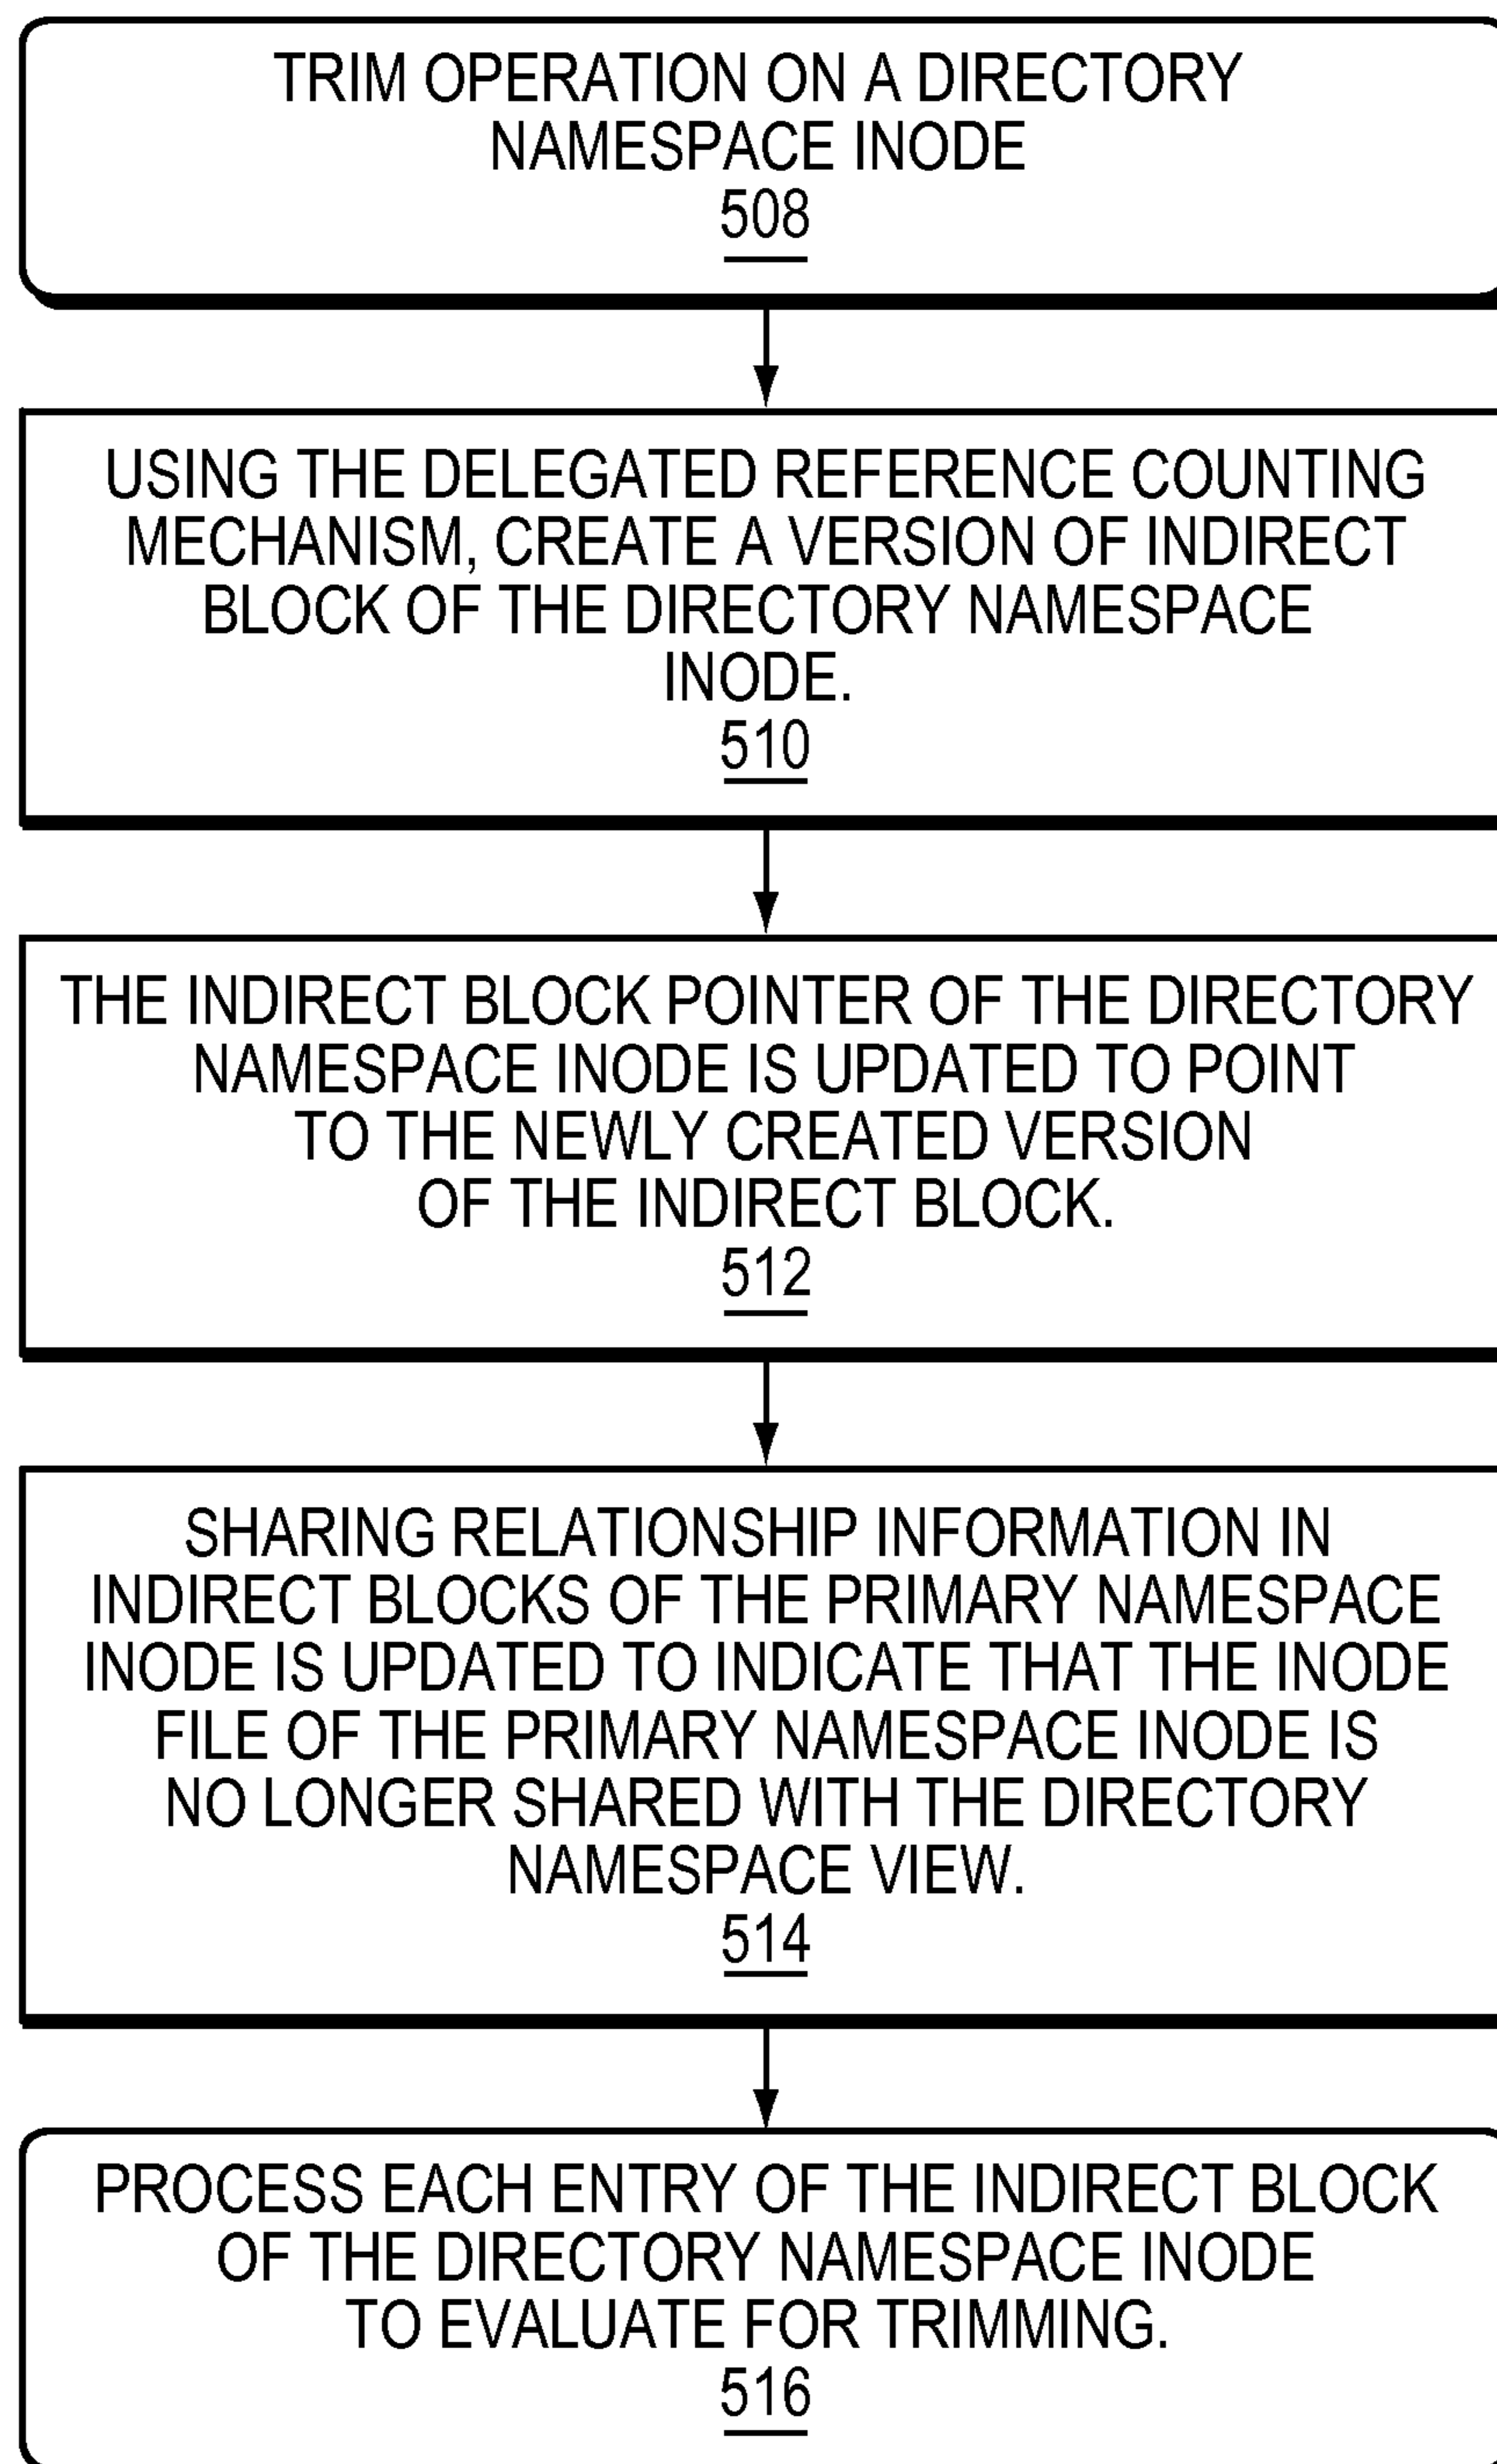 TRIM OPERATION ON A DIRECTORY
NAMESPACE INODE
508
USING THE DELEGATED REFERENCE COUNTING
MECHANISM, CREATE A VERSION OF INDIRECT
BLOCK OF THE DIRECTORY NAMESPACE
INODE.
510
THE INDIRECT BLOCK POINTER OF THE DIRECTORY
NAMESPACE INODE IS UPDATED TO POINT
TO THE NEWLY CREATED VERSION
OF THE INDIRECT BLOCK.
512
SHARING RELATIONSHIP INFORMATION IN
INDIRECT BLOCKS OF THE PRIMARY NAMESPACE
INODE IS UPDATED TO INDICATE THAT THE INODE
FILE OF THE PRIMARY NAMESPACE INODE IS
NO LONGER SHARED WITH THE DIRECTORY
NAMESPACE VIEW.
514
PROCESS EACH ENTRY OF THE INDIRECT BLOCK
OF THE DIRECTORY NAMESPACE INODE
TO EVALUATE FOR TRIMMING.
516